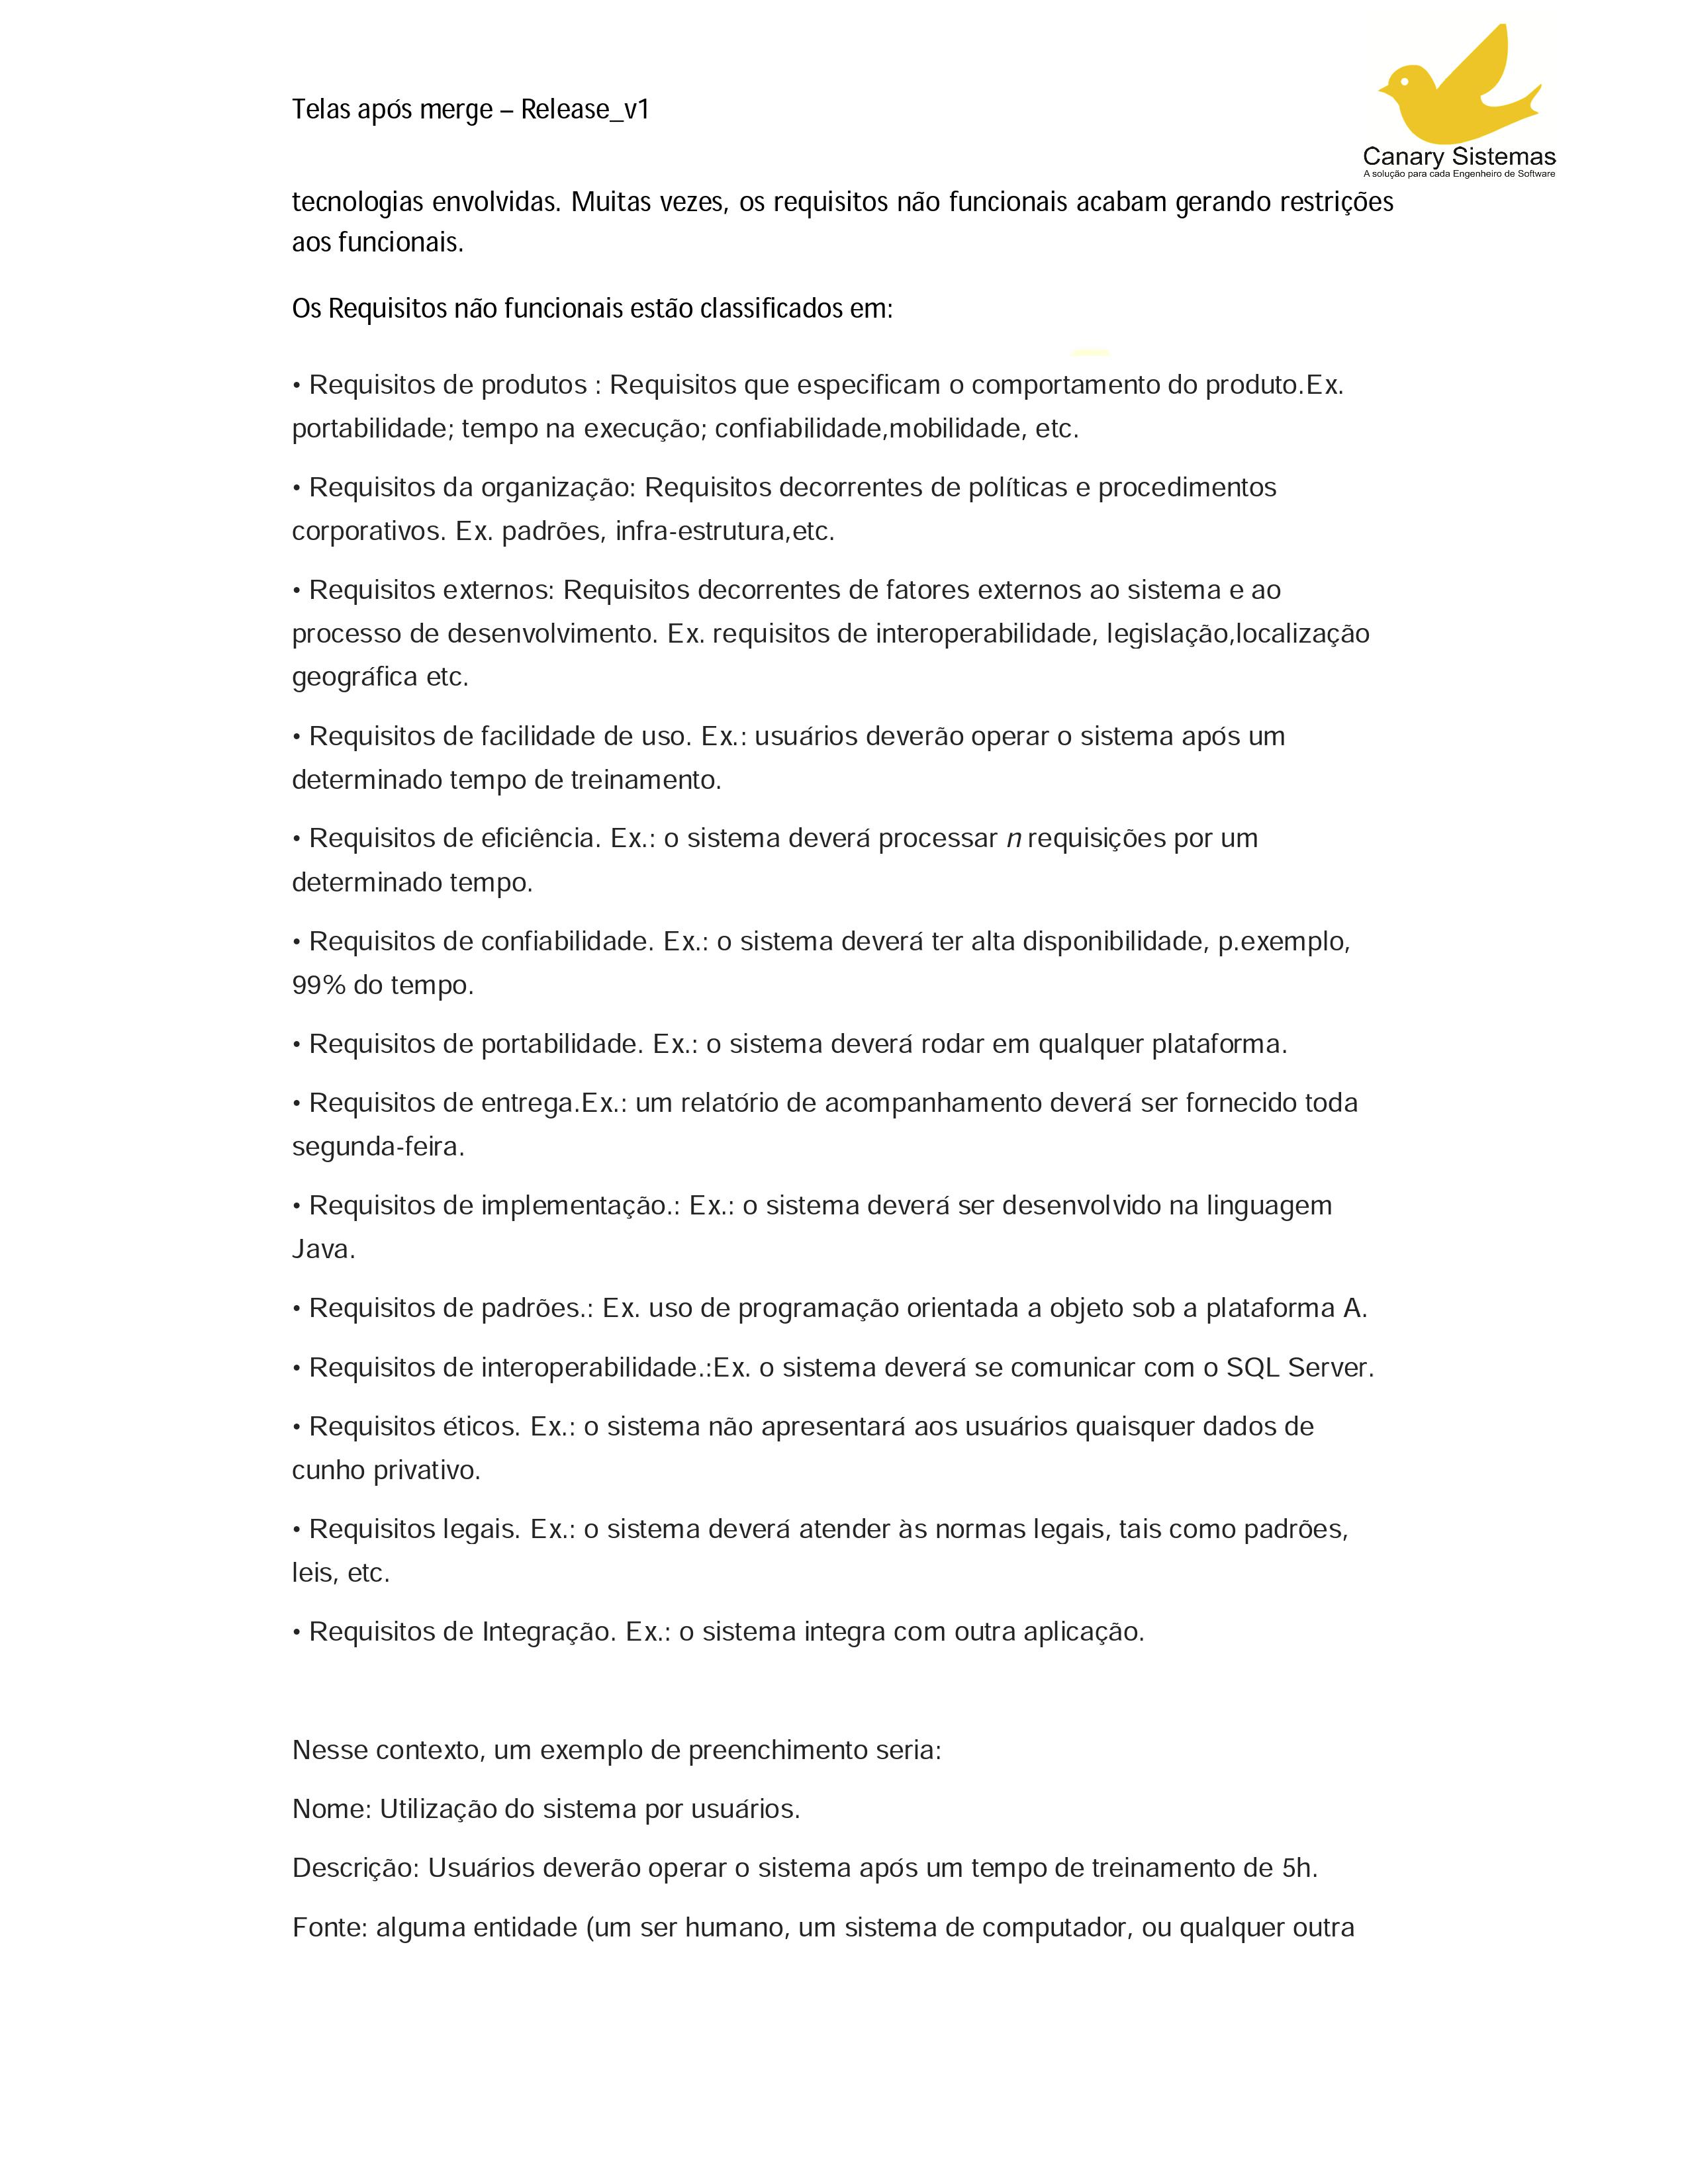 Telas após merge – Release_v1
Canary Sistemas
A solução para cada Engenheiro de Software
tecnologias envolvidas. Muitas vezes, os requisitos não funcionais acabam gerando restrições
aos funcionais.
Os Requisitos não funcionais estão classificados em:
• Requisitos de produtos : Requisitos que especificam o comportamento do produto.Ex.
portabilidade; tempo na execução; confiabilidade,mobilidade, etc.
• Requisitos da organização: Requisitos decorrentes de políticas e procedimentos
corporativos. Ex. padrões, infra-estrutura,etc.
• Requisitos externos: Requisitos decorrentes de fatores externos ao sistema e ao
processo de desenvolvimento. Ex. requisitos de interoperabilidade, legislação,localização
geográfica etc.
• Requisitos de facilidade de uso. Ex.: usuários deverão operar o sistema após um
determinado tempo de treinamento.
• Requisitos de eficiência. Ex.: o sistema deverá processar n requisições por um
determinado tempo.
• Requisitos de confiabilidade. Ex.: o sistema deverá ter alta disponibilidade, p.exemplo,
99% do tempo.
• Requisitos de portabilidade. Ex.: o sistema deverá rodar em qualquer plataforma.
• Requisitos de entrega.Ex.: um relatório de acompanhamento deverá ser fornecido toda
segunda-feira.
• Requisitos de implementação.: Ex.: o sistema deverá ser desenvolvido na linguagem
Java.
• Requisitos de padrões.: Ex. uso de programação orientada a objeto sob a plataforma A.
• Requisitos de interoperabilidade.:Ex. o sistema deverá se comunicar com o SQL Server.
• Requisitos éticos. Ex.: o sistema não apresentará aos usuários quaisquer dados de
cunho privativo.
• Requisitos legais. Ex.: o sistema deverá atender às normas legais, tais como padrões,
leis, etc.
• Requisitos de Integração. Ex.: o sistema integra com outra aplicação.
Nesse contexto, um exemplo de preenchimento seria:
Nome: Utilização do sistema por usuários.
Descrição: Usuários deverão operar o sistema após um tempo de treinamento de 5h.
Fonte: alguma entidade (um ser humano, um sistema de computador, ou qualquer outra